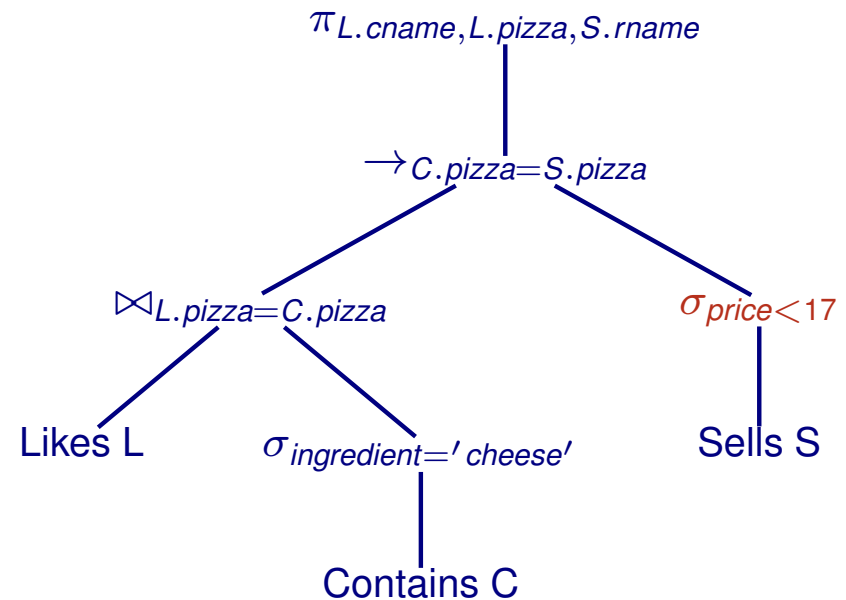 π L.cname,L.pizza,S.rname
→ C.pizza=S.pizza
⋈ L.pizza=C.pizza
σ price<17
Likes L
σ ingredient=′cheese′
Sells S
Contains C